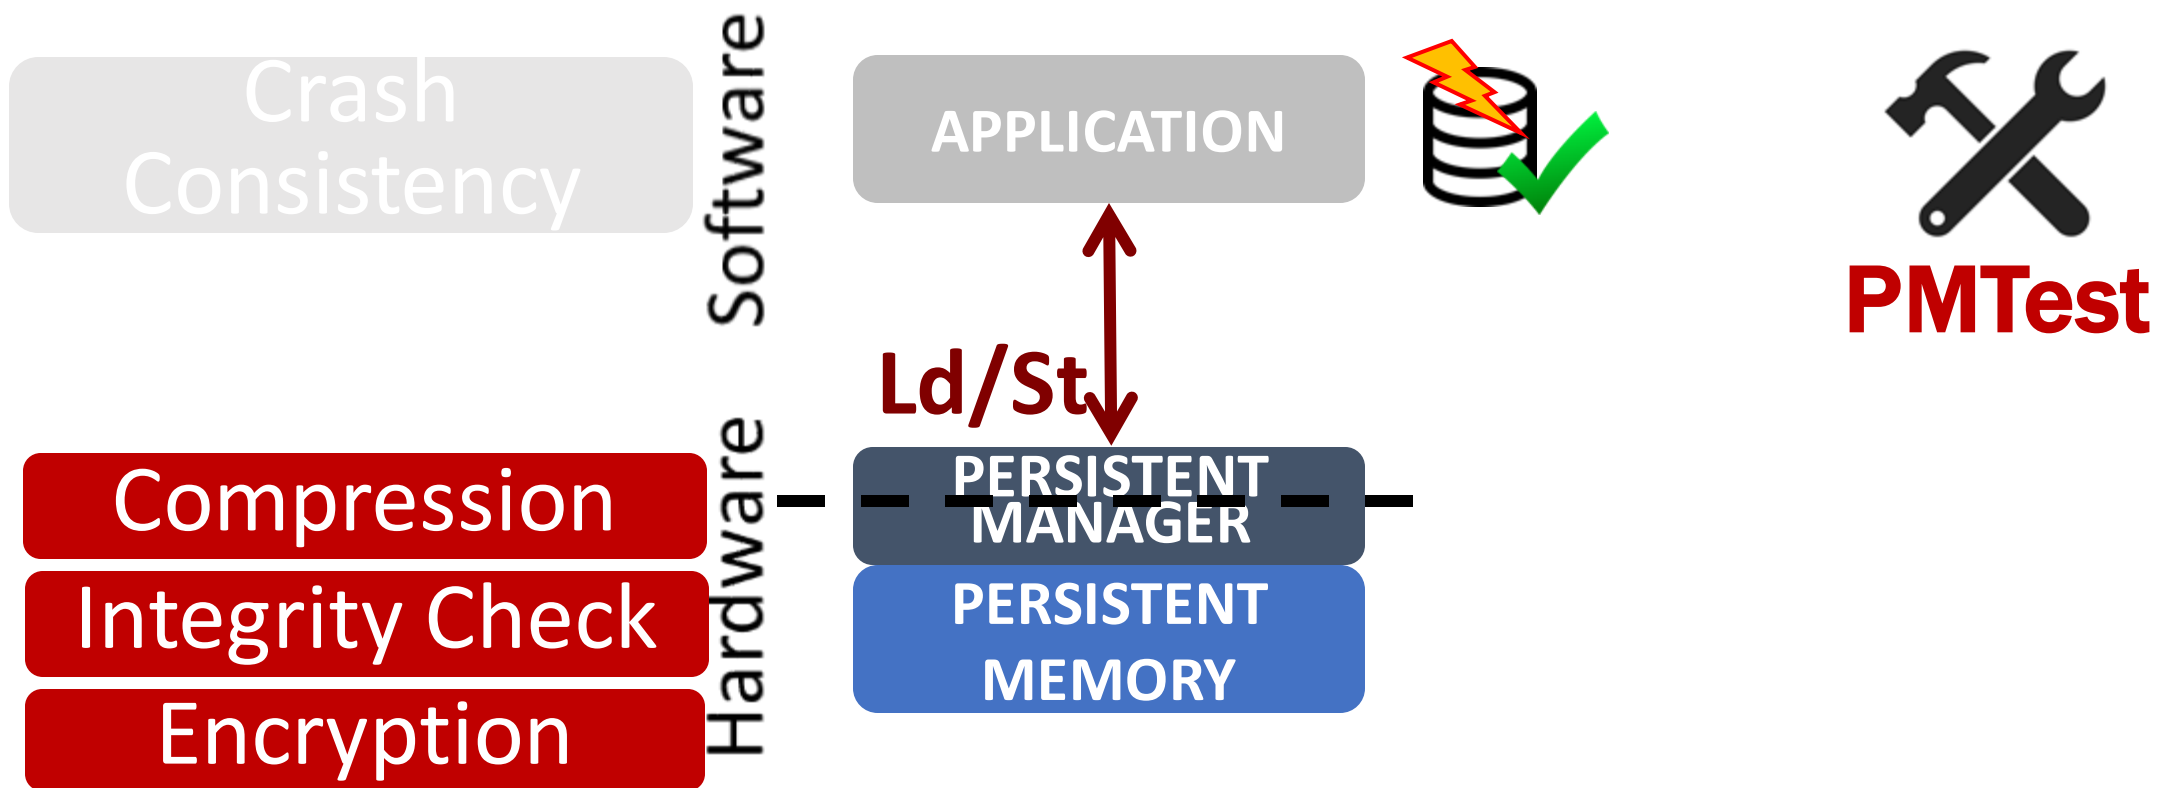 Crash
Consistency
Software
APPLICATION
PMTest
Ld/St
Hardware
Compression
Integrity Check
Encryption
PERSISTENT
MANAGER
PERSISTENT
MEMORY